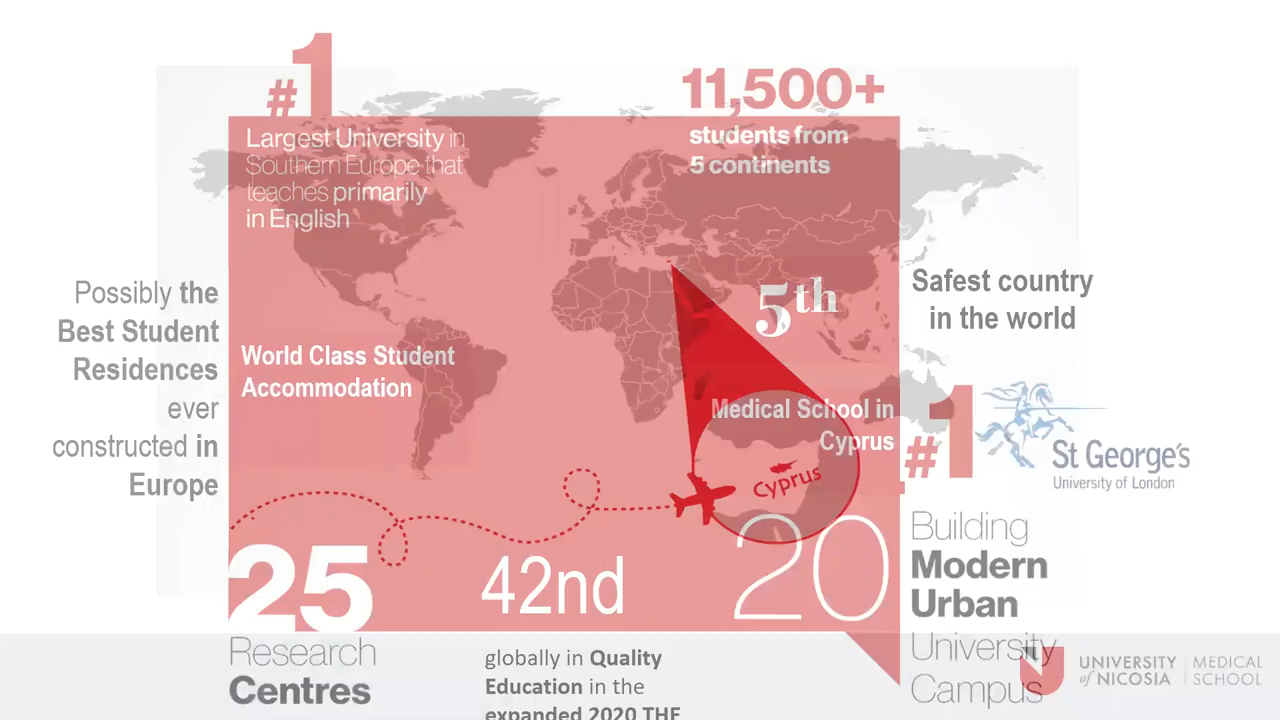 #1
Largest University in
Southern Europe that
teaches primarily
in English
11,500+
students from
5 continents
Possibly the
Best Student
Residences
ever
constructed in
Europe
World Class Student
Accommodation
5th
Medical School in
Cyprus
Safest country
in the world
#1
St George's
University of London
Cyprus
25
Research
Centres
42nd
globally in Quality
Education in the
expanded 2020 THE
20
Building
Modern
Urban
University
Campus
UNIVERSITY
of NICOSIA
MEDICAL
SCHOOL